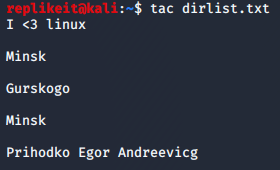 replikeit@kali:~$ tac dirlist.txt
I <3 linux
Minsk
Gurskogo
Minsk
Prihodko Egor Andreevicg